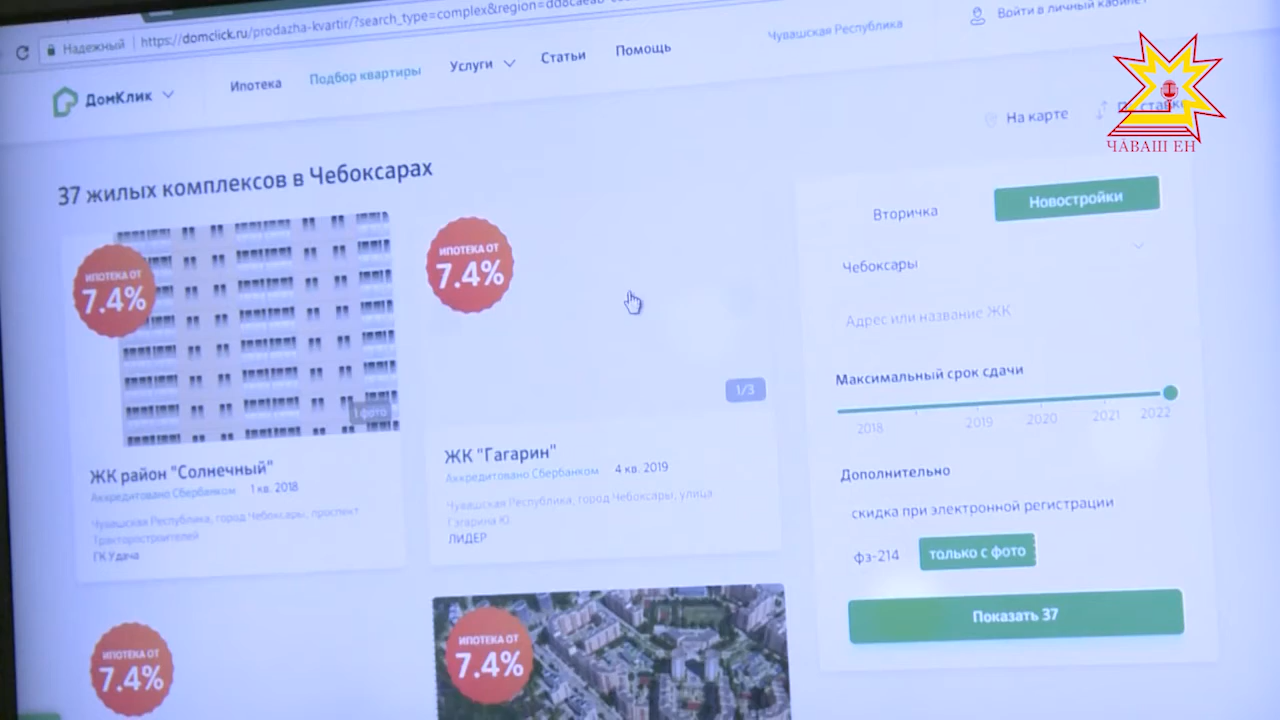 Надежный
https://domclick.ru/prodazha-kvartir/?search_type=complex&region=
ДомКлик
Ипотека
Подбор квартиры
Услуги
Статьи
Помощь
Чувашская Республика
Войти в личный кабинет
На карте
ЧĂВАШ ЕН
37 жилых комплексов в Чебоксарах
ИПОТЕКА ОТ
7.4%
1 фото
ЖК район "Солнечный"
Аккредитовано Сбербанком 1 кв. 2018
Чувашская Республика, город Чебоксары, проспект
Тракторостроителей
ГК Удача
ИПОТЕКА ОТ
7.4%
1/3
ЖК "Гагарин"
Аккредитовано Сбербанком 4 кв. 2019
Чувашская Республика, город Чебоксары, улица
Гагарина Ю.
ЛИДЕР
ИПОТЕКА ОТ
7.4%
ИПОТЕКА ОТ
7.4%
Вторичка
Новостройки
Чебоксары
Адрес или название ЖК
Максимальный срок сдачи
2018 2019 2020 2021 2022
Дополнительно
скидка при электронной регистрации
фз-214
только с фото
Показать 37